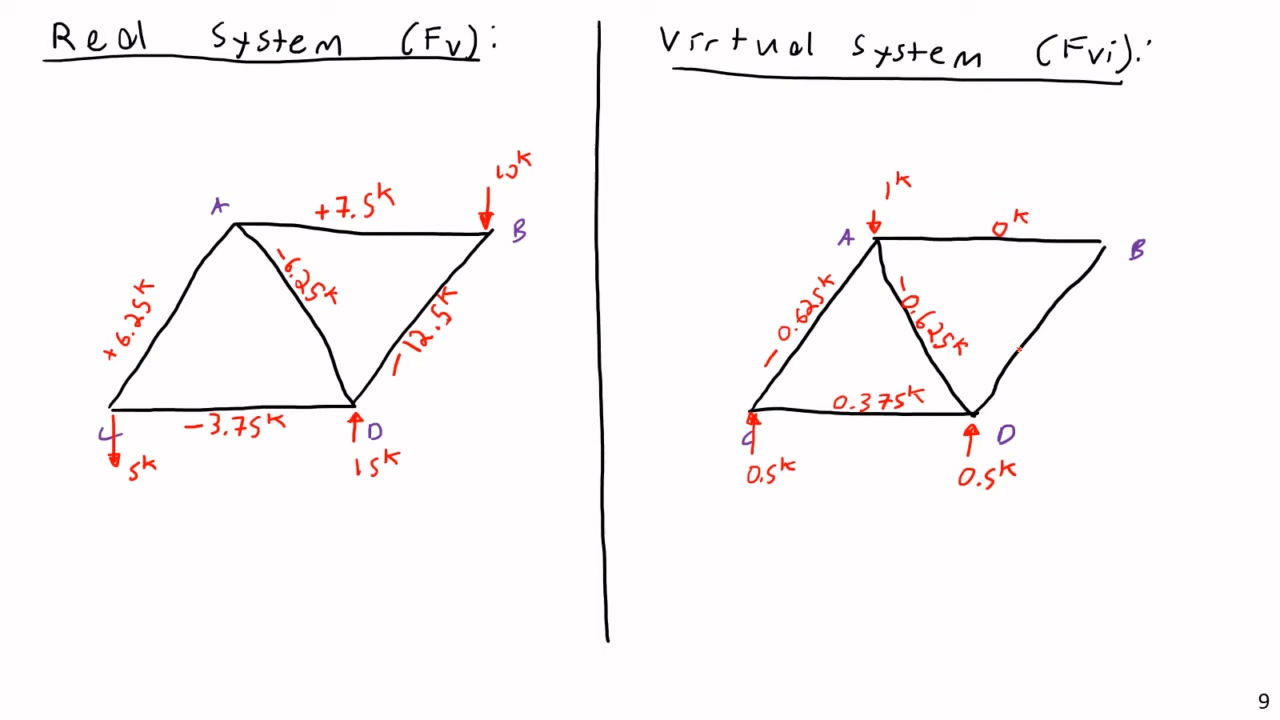 Real System (Fv):
10ᴷ
A
+7.5ᴷ
B
-6.25ᴷ
+6.25ᴷ
-12.5ᴷ
-3.75ᴷ
C
D
5ᴷ
15ᴷ
Virtual System (Fvi):
1ᴷ
A
0ᴷ
B
-0.625ᴷ
-0.625ᴷ
0.375ᴷ
C
D
0.5ᴷ
0.5ᴷ
9